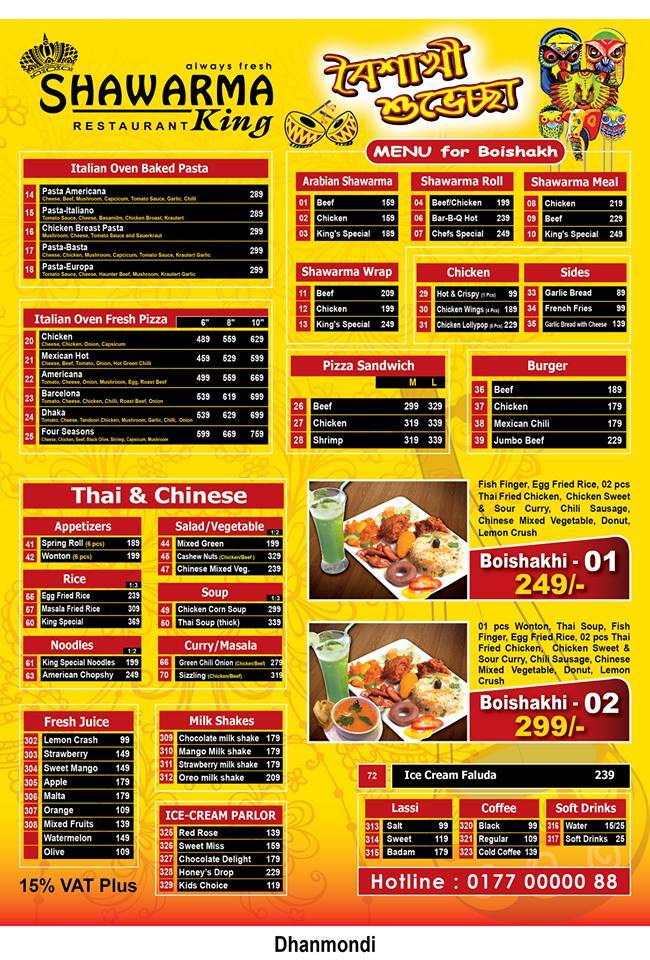 always fresh
SHAWARMA
RESTAURANT King
বৈশাখী
শুভেচ্ছা
MENU for Boishakh
Italian Oven Baked Pasta
14 Pasta Americana 289
Cheese, Beef, Mushroom, Capcicum, Tomato Sauce, Garlic, Chilli
15 Pasta-Italiano 289
Tomato Sauce, Cheese, Basamilm, Chicken Broast, Krautert
16 Chicken Breast Pasta 299
Mushroom, Cheese, Tomato Sauce and Sauerkraut
17 Pasta-Basta 299
Cheese, Chicken, Mushroom, Capcicum, Tomato Sauce, Krautert Garlic
18 Pasta-Europa 299
Tomato Sauce, Cheese, Haunter Beef, Mushroom, Krautert Garlic
Arabian Shawarma
01 Beef 159
02 Chicken 159
03 King's Special 189
Shawarma Roll
04 Beef/Chicken 199
06 Bar-B-Q Hot 239
07 Chefs Special 249
Shawarma Meal
08 Chicken 219
09 Beef 229
10 King's Special 249
Shawarma Wrap
11 Beef 209
12 Chicken 199
13 King's Special 249
Chicken
29 Hot & Crispy (1 Pcs) 99
30 Chicken Wings (4 Pcs) 189
31 Chicken Lollypop (6 Pcs) 229
Sides
33 Garlic Bread 89
34 French Fries 99
35 Garlic Bread with Cheese 139
Italian Oven Fresh Pizza 6" 8" 10"
20 Chicken 489 559 629
Cheese, Chicken, Onion, Capsicum
21 Mexican Hot 459 529 599
Cheese, Beef, Tomato, Onion, Hot Green Chilli
22 Americana 499 559 669
Tomato, Cheese, Onion, Mushroom, Egg, Roast Beef
23 Barcelona 539 619 699
Tomato, Cheese, Chicken, Chilli, Roast Beef, Onion
24 Dhaka 539 629 699
Tomato, Cheese, Tandoori Chicken, Mushroom, Garlic, Chilli, Onion
25 Four Seasons 599 669 759
Cheese, Chicken, Beef, Black Olive, Shrimp, Capsicum, Mushroom
Pizza Sandwich
M L
26 Beef 299 329
27 Chicken 319 339
28 Shrimp 319 339
Burger
36 Beef 189
37 Chicken 179
38 Mexican Chili 179
39 Jumbo Beef 229
Thai & Chinese
Appetizers
41 Spring Roll (6 pcs) 189
42 Wonton (6 pcs) 199
Salad/Vegetable
1:2
44 Mixed Green 199
45 Cashew Nuts (Chicken/Beef) 329
47 Chinese Mixed Veg. 239
Rice
1:3
55 Egg Fried Rice 239
57 Masala Fried Rice 309
60 King Special 369
Soup
1:3
49 Chicken Corn Soup 299
50 Thai Soup (thick) 339
Noodles
1:2
61 King Special Noodles 199
63 American Chopshy 249
Curry/Masala
66 Green Chili Onion (Chicken/Beef) 279
70 Sizzling (Chicken/Beef) 319
Fish Finger, Egg Fried Rice, 02 pcs
Thai Fried Chicken, Chicken Sweet
& Sour Curry, Chili Sausage,
Chinese Mixed Vegetable, Donut,
Lemon Crush
Boishakhi - 01
249/-
01 pcs Wonton, Thai Soup, Fish
Finger, Egg Fried Rice, 02 pcs Thai
Fried Chicken, Chicken Sweet &
Sour Curry, Chili Sausage, Chinese
Mixed Vegetable, Donut, Lemon
Crush
Boishakhi - 02
299/-
Fresh Juice
302 Lemon Crash 99
303 Strawberry 149
304 Sweet Mango 149
305 Apple 179
306 Malta 179
307 Orange 109
308 Mixed Fruits 139
Watermelon 149
Olive 109
Milk Shakes
309 Chocolate milk shake 179
310 Mango Milk shake 179
311 Strawberry milk shake 179
312 Oreo milk shake 209
ICE-CREAM PARLOR
325 Red Rose 139
326 Sweet Miss 159
327 Chocolate Delight 179
328 Honey's Drop 229
329 Kids Choice 119
72 Ice Cream Faluda 239
Lassi
313 Salt 99
314 Sweet 119
315 Badam 179
Coffee
320 Black 99
321 Regular 109
323 Cold Coffee 139
Soft Drinks
316 Water 15/25
317 Soft Drinks 25
15% VAT Plus
Hotline : 0177 00000 88
Dhanmondi